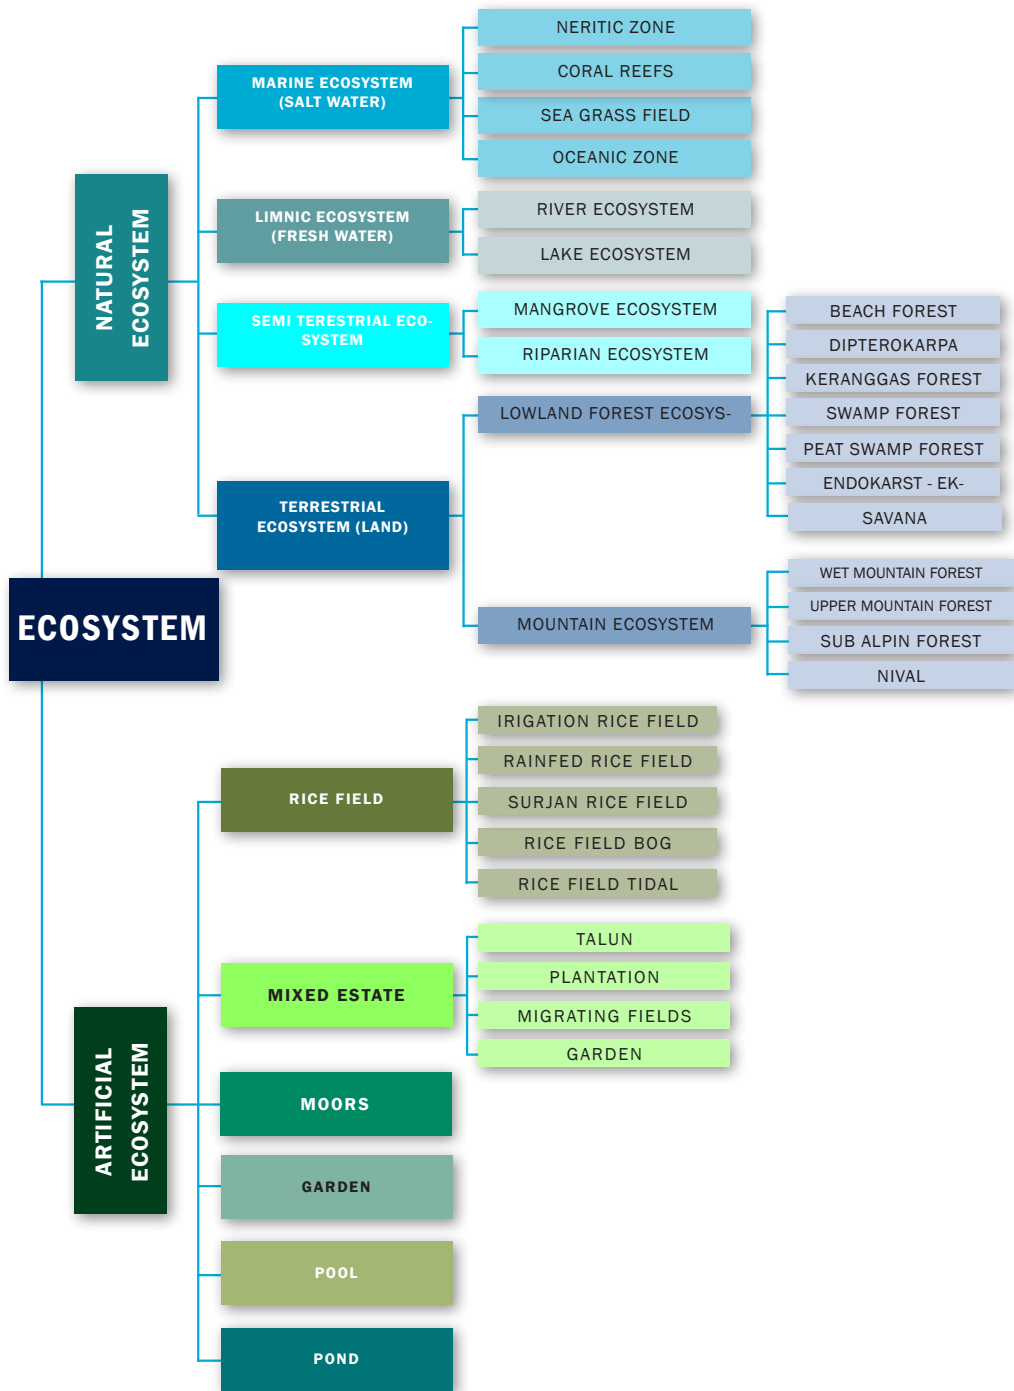 ECOSYSTEM
NATURAL
ECOSYSTEM
MARINE ECOSYSTEM
(SALT WATER)
NERITIC ZONE
CORAL REEFS
SEA GRASS FIELD
OCEANIC ZONE
LIMNIC ECOSYSTEM
(FRESH WATER)
RIVER ECOSYSTEM
LAKE ECOSYSTEM
SEMI TERESTRIAL ECO-
SYSTEM
MANGROVE ECOSYSTEM
RIPARIAN ECOSYSTEM
TERRESTRIAL
ECOSYSTEM (LAND)
LOWLAND FOREST ECOSYS-
BEACH FOREST
DIPTEROKARPA
KERANGGAS FOREST
SWAMP FOREST
PEAT SWAMP FOREST
ENDOKARST - EK-
SAVANA
MOUNTAIN ECOSYSTEM
WET MOUNTAIN FOREST
UPPER MOUNTAIN FOREST
SUB ALPIN FOREST
NIVAL
ARTIFICIAL
ECOSYSTEM
RICE FIELD
IRIGATION RICE FIELD
RAINFED RICE FIELD
SURJAN RICE FIELD
RICE FIELD BOG
RICE FIELD TIDAL
MIXED ESTATE
TALUN
PLANTATION
MIGRATING FIELDS
GARDEN
MOORS
GARDEN
POOL
POND